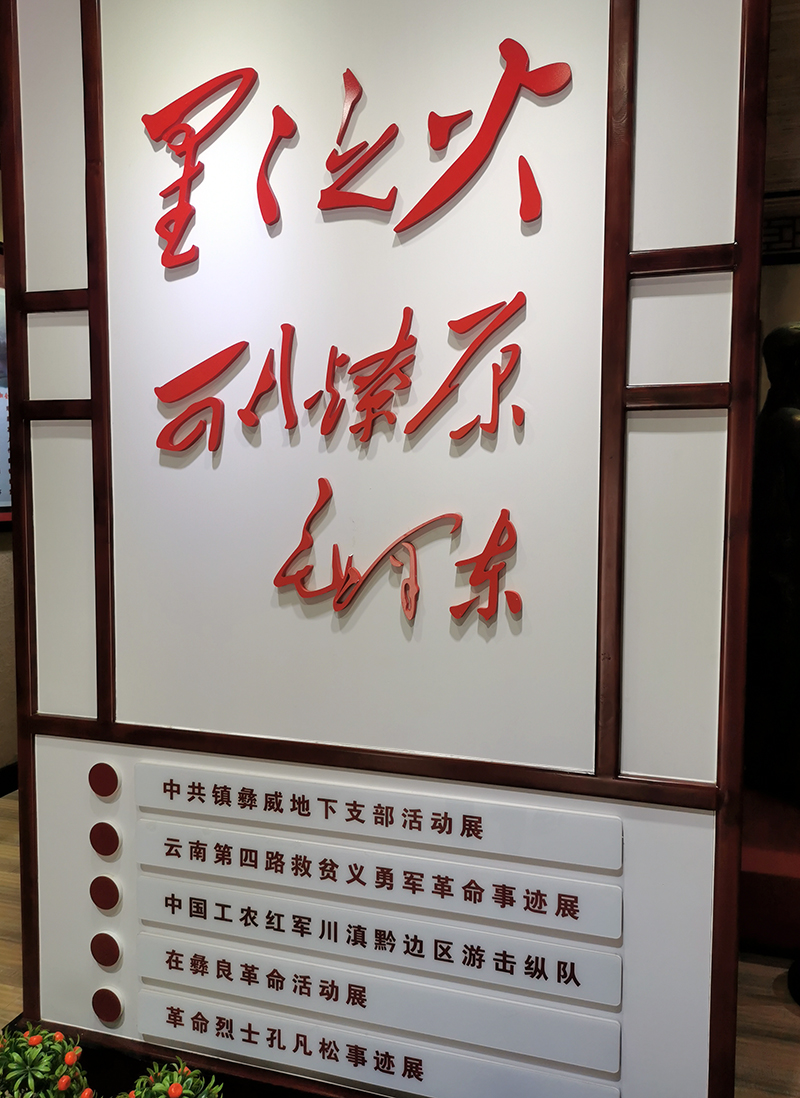 星星之火
可以燎原
毛泽东
中共镇彝威地下支部活动展
云南第四路救贫义勇军革命事迹展
中国工农红军川滇黔边区游击纵队
在彝良革命活动展
革命烈士孔凡松事迹展